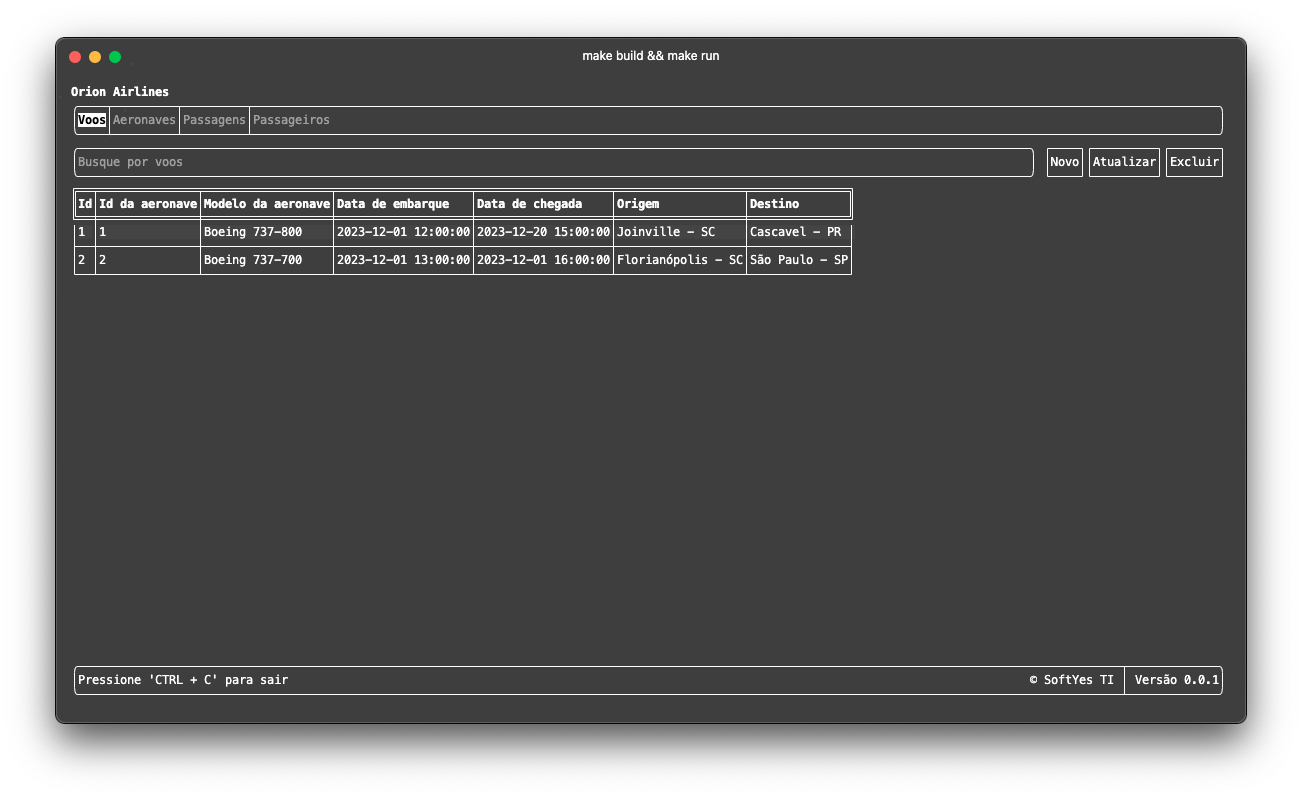 make build && make run
Orion Airlines
Voos Aeronaves Passagens Passageiros
Busque por voos Novo Atualizar Excluir
Id Id da aeronave Modelo da aeronave Data de embarque Data de chegada Origem Destino
1 1 Boeing 737-800 2023-12-01 12:00:00 2023-12-20 15:00:00 Joinville - SC Cascavel - PR
2 2 Boeing 737-700 2023-12-01 13:00:00 2023-12-01 16:00:00 Florianópolis - SC São Paulo - SP
Pressione 'CTRL + C' para sair © SoftYes TI Versão 0.0.1